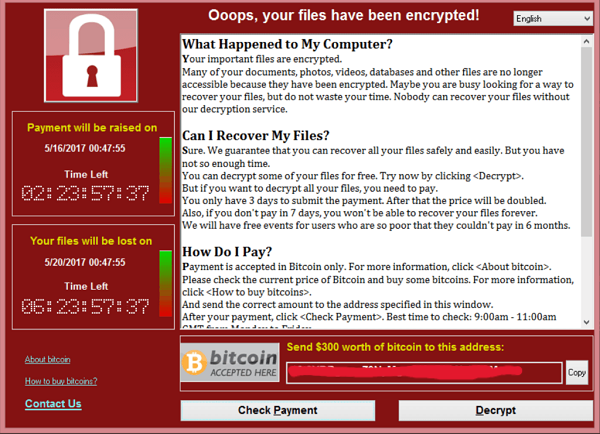 Ooops, your files have been encrypted!
English
What Happened to My Computer?
Your important files are encrypted.
Many of your documents, photos, videos, databases and other files are no longer
accessible because they have been encrypted. Maybe you are busy looking for a way to
recover your files, but do not waste your time. Nobody can recover your files without
our decryption service.
Can I Recover My Files?
Sure. We guarantee that you can recover all your files safely and easily. But you have
not so enough time.
You can decrypt some of your files for free. Try now by clicking <Decrypt>.
But if you want to decrypt all your files, you need to pay.
You only have 3 days to submit the payment. After that the price will be doubled.
Also, if you don't pay in 7 days, you won't be able to recover your files forever.
We will have free events for users who are so poor that they couldn't pay in 6 months.
How Do I Pay?
Payment is accepted in Bitcoin only. For more information, click <About bitcoin>.
Please check the current price of Bitcoin and buy some bitcoins. For more information,
click <How to buy bitcoins>.
And send the correct amount to the address specified in this window.
After your payment, click <Check Payment>. Best time to check: 9:00am - 11:00am
GMT from Monday to Friday.
Payment will be raised on
5/16/2017 00:47:55
Time Left
02:23:57:37
Your files will be lost on
5/20/2017 00:47:55
Time Left
06:23:57:37
About bitcoin
How to buy bitcoins?
Contact Us
bitcoin
ACCEPTED HERE
Send $300 worth of bitcoin to this address:
Copy
Check Payment
Decrypt